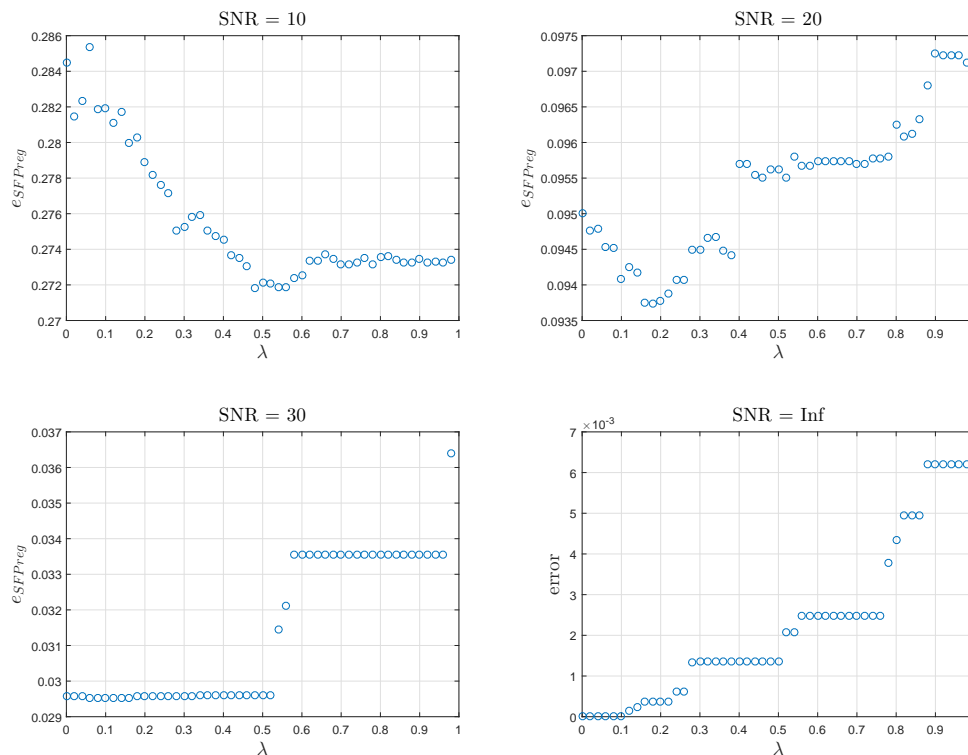 SNR = 10
0.286
0.284
0.282
0.28
0.278
0.276
0.274
0.272
0.27
e_{SFPreg}
0 0.1 0.2 0.3 0.4 0.5 0.6 0.7 0.8 0.9 1
λ
SNR = 20
0.0975
0.097
0.0965
0.096
0.0955
0.095
0.0945
0.094
0.0935
e_{SFPreg}
0 0.1 0.2 0.3 0.4 0.5 0.6 0.7 0.8 0.9
λ
SNR = 30
0.037
0.036
0.035
0.034
0.033
0.032
0.031
0.03
0.029
e_{SFPreg}
0 0.1 0.2 0.3 0.4 0.5 0.6 0.7 0.8 0.9 1
λ
SNR = Inf
×10^{-3}
7
6
5
4
3
2
1
0
error
0 0.1 0.2 0.3 0.4 0.5 0.6 0.7 0.8 0.9
λ